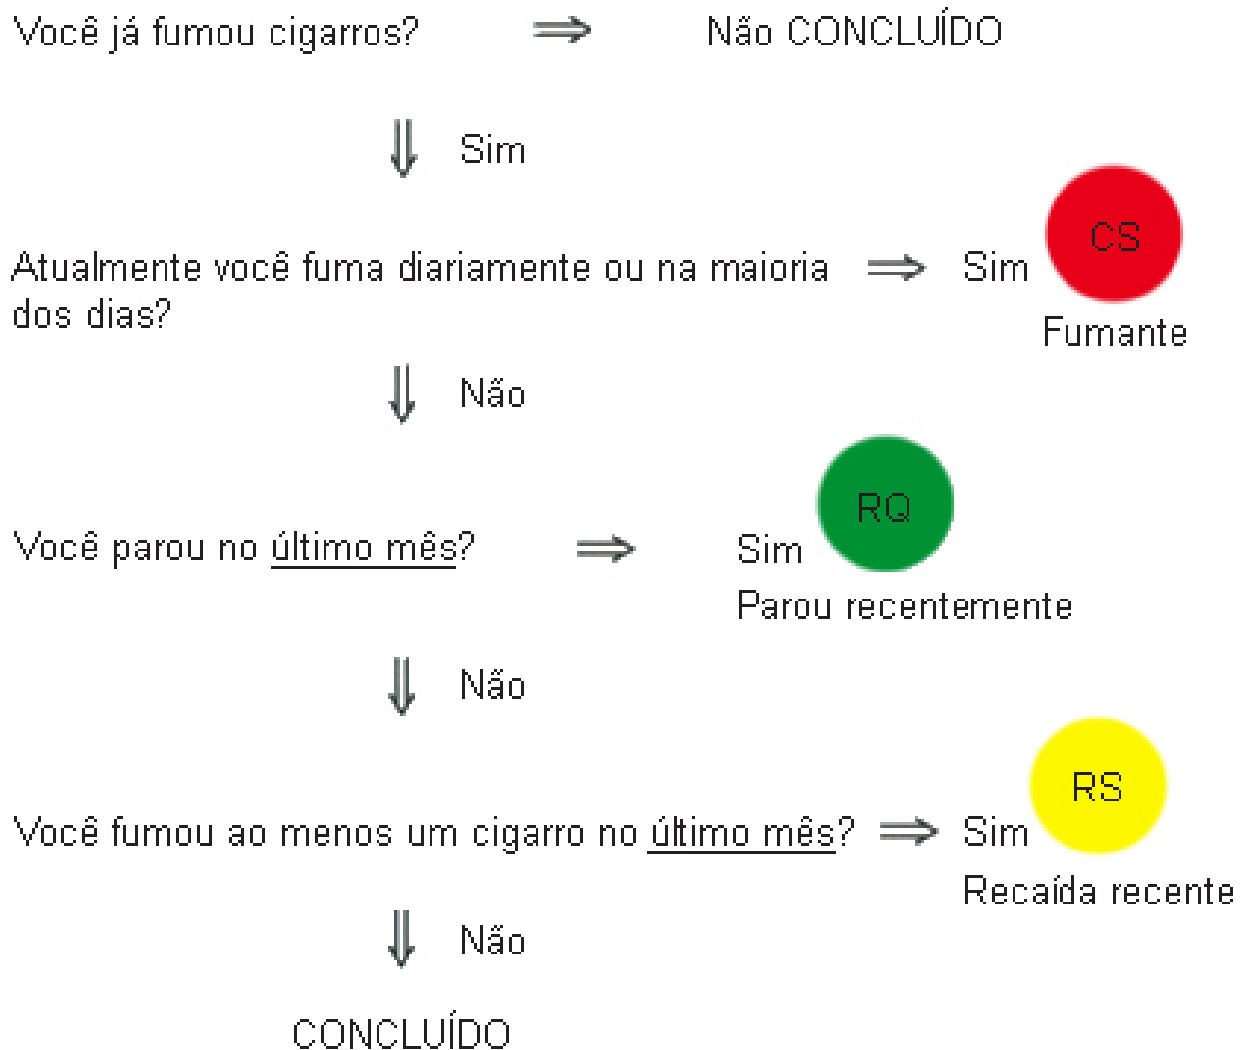 Você já fumou cigarros? ⇒ Não CONCLUÍDO
⇓ Sim
CS
Atualmente você fuma diariamente ou na maioria ⇒ Sim
dos dias?
Fumante
⇓ Não
RQ
Você parou no último mês? ⇒ Sim
Parou recentemente
⇓ Não
RS
Você fumou ao menos um cigarro no último mês? ⇒ Sim
Recaída recente
⇓ Não
CONCLUÍDO